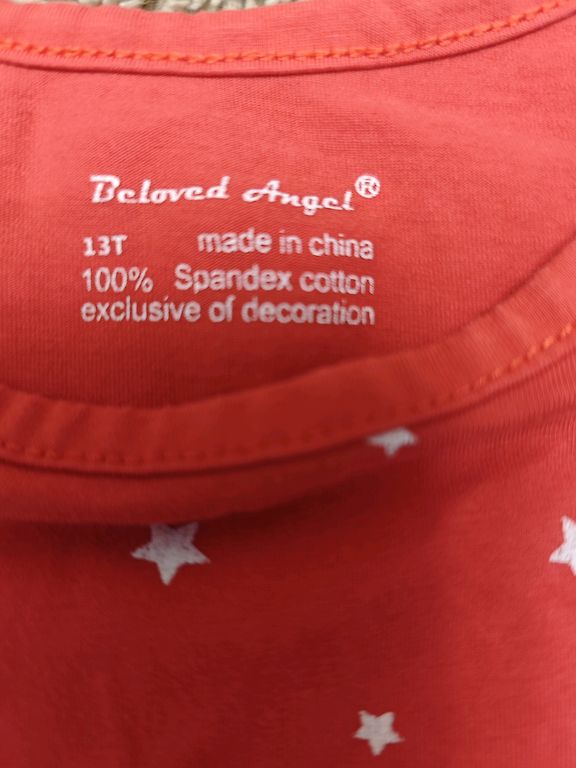 Beloved Angel®
13T made in china
100% Spandex cotton
exclusive of decoration